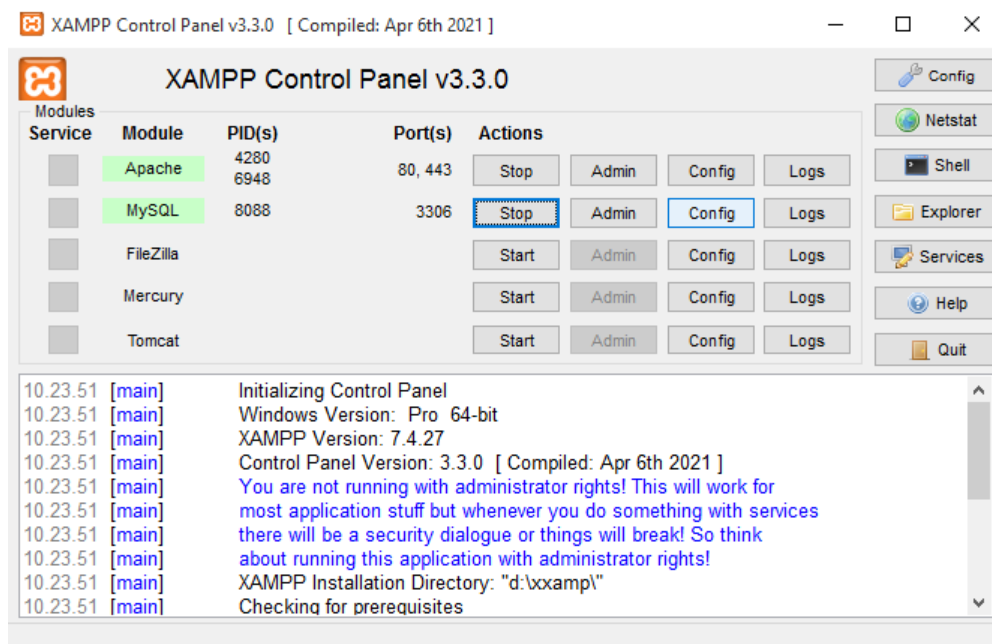 XAMPP Control Panel v3.3.0 [ Compiled: Apr 6th 2021 ]
XAMPP Control Panel v3.3.0
Config
Modules
Service Module PID(s) Port(s) Actions
Netstat
Apache 4280 6948 80, 443 Stop Admin Config Logs
Shell
MySQL 8088 3306 Stop Admin Config Logs
Explorer
FileZilla Start Admin Config Logs
Services
Mercury Start Admin Config Logs
Help
Tomcat Start Admin Config Logs
Quit
10.23.51 [main] Initializing Control Panel
10.23.51 [main] Windows Version: Pro 64-bit
10.23.51 [main] XAMPP Version: 7.4.27
10.23.51 [main] Control Panel Version: 3.3.0 [ Compiled: Apr 6th 2021 ]
10.23.51 [main] You are not running with administrator rights! This will work for
10.23.51 [main] most application stuff but whenever you do something with services
10.23.51 [main] there will be a security dialogue or things will break! So think
10.23.51 [main] about running this application with administrator rights!
10.23.51 [main] XAMPP Installation Directory: "d:\xxamp\"
10.23.51 [main] Checking for prerequisites